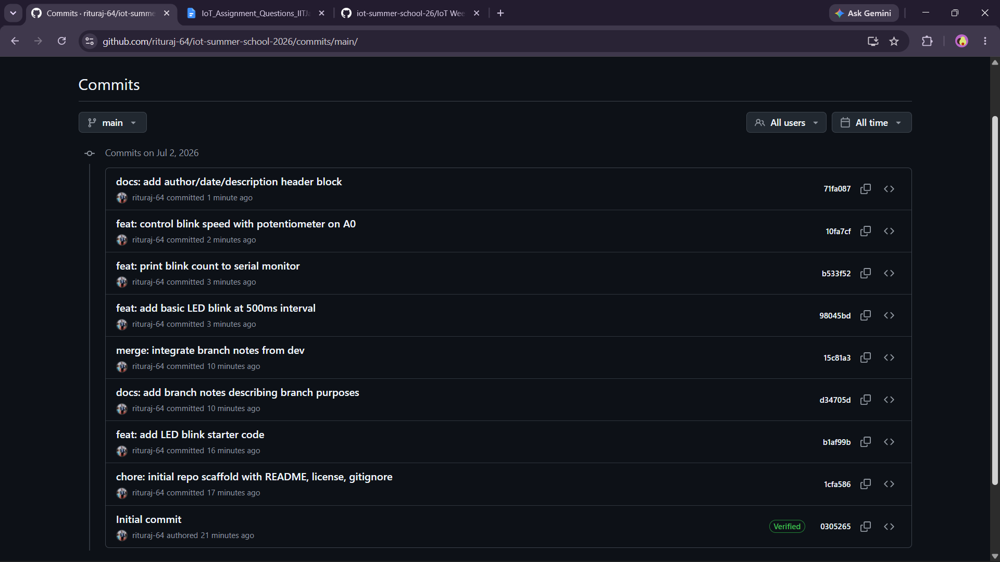 Commits · rituraj-64/iot-summe
IoT_Assignment_Questions_IITJa
iot-summer-school-26/IoT Wee
Ask Gemini
github.com/rituraj-64/iot-summer-school-2026/commits/main/
Commits
main
All users
All time
Commits on Jul 2, 2026
docs: add author/date/description header block
rituraj-64 committed 1 minute ago
71fa087
feat: control blink speed with potentiometer on A0
rituraj-64 committed 2 minutes ago
10fa7cf
feat: print blink count to serial monitor
rituraj-64 committed 3 minutes ago
b533f52
feat: add basic LED blink at 500ms interval
rituraj-64 committed 3 minutes ago
98045bd
merge: integrate branch notes from dev
rituraj-64 committed 10 minutes ago
15c81a3
docs: add branch notes describing branch purposes
rituraj-64 committed 10 minutes ago
d34705d
feat: add LED blink starter code
rituraj-64 committed 16 minutes ago
b1af99b
chore: initial repo scaffold with README, license, gitignore
rituraj-64 committed 17 minutes ago
1cfa586
Initial commit
rituraj-64 authored 21 minutes ago
Verified
0305265